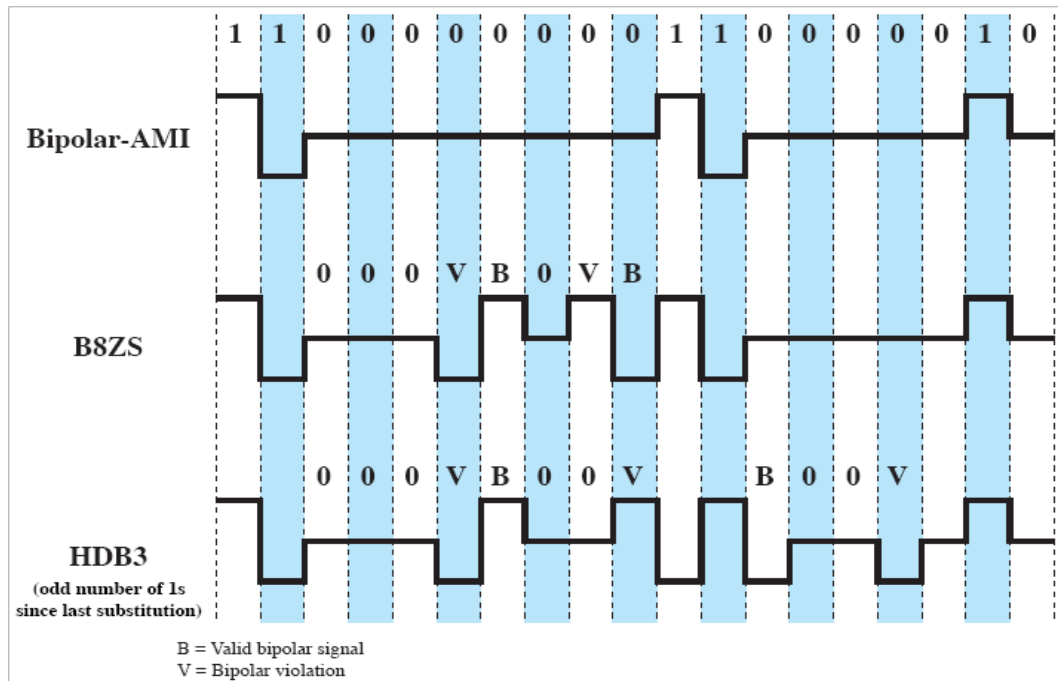 1 1 0 0 0 0 0 0 0 0 1 1 0 0 0 0 0 1 0
Bipolar-AMI
0 0 0 V B 0 V B
B8ZS
0 0 0 V B 0 0 V B 0 0 V
HDB3
(odd number of 1s
since last substitution)
B = Valid bipolar signal
V = Bipolar violation